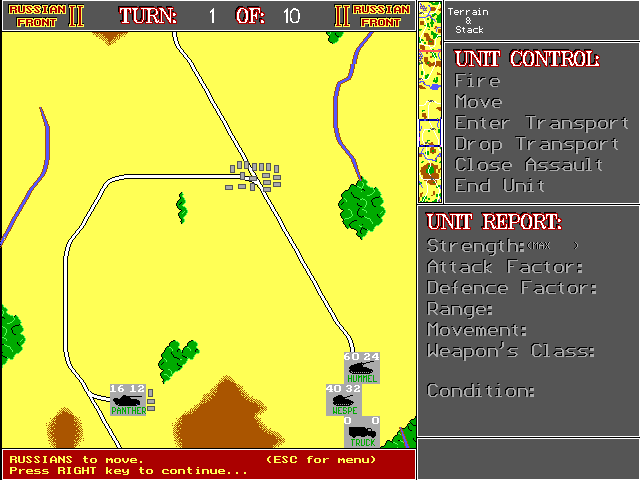 RUSSIAN FRONT II TURN: 1 OF: 10 II RUSSIAN FRONT
Terrain
&
Stack
UNIT CONTROL:
Fire
Move
Enter Transport
Drop Transport
Close Assault
End Unit
UNIT REPORT:
Strength:(MAX )
Attack Factor:
Defence Factor:
Range:
Movement:
Weapon's Class:
Condition:
60 24
HUMMEL
16 12
PANTHER
40 32
WESPE
0 0
TRUCK
RUSSIANS to move. (ESC for menu)
Press RIGHT key to continue...